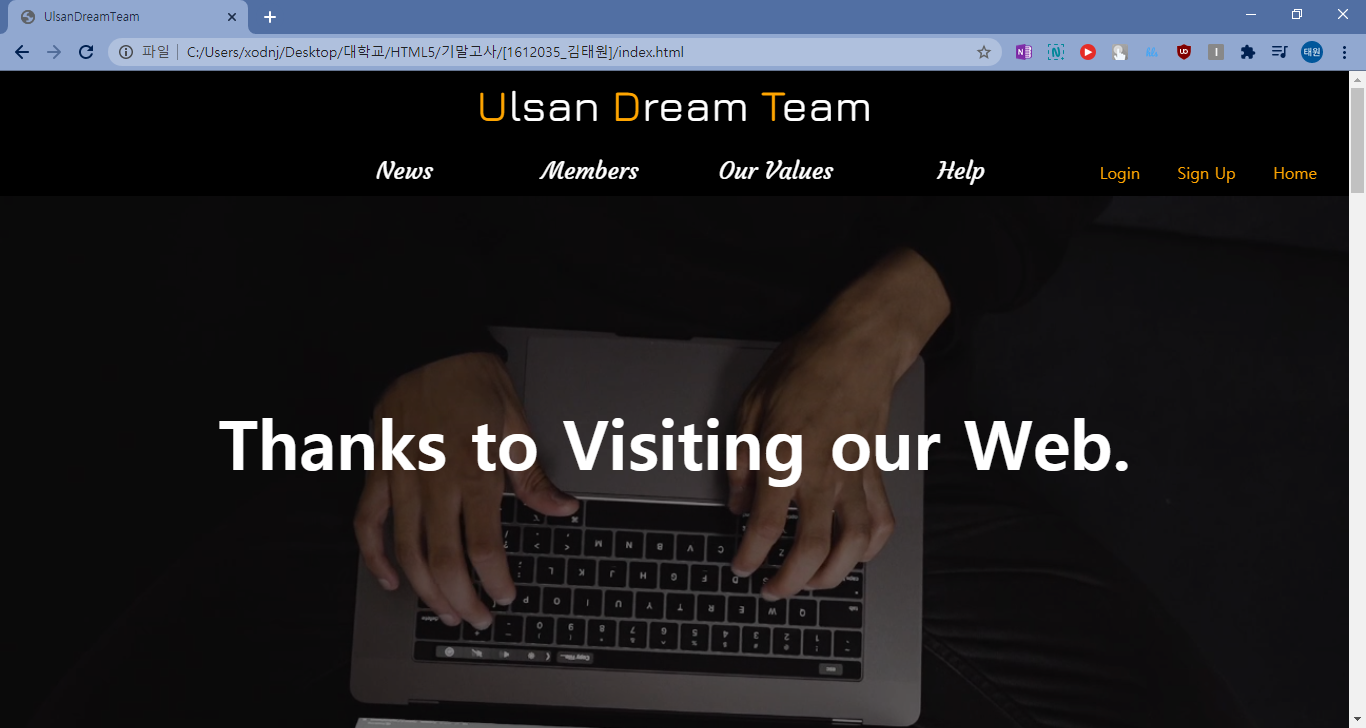 UlsanDreamTeam
파일 C:/Users/xodnj/Desktop/대학교/HTML5/기말고사/[1612035_김태원]/index.html
태원
Ulsan Dream Team
News Members Our Values Help Login Sign Up Home
Thanks to Visiting our Web.